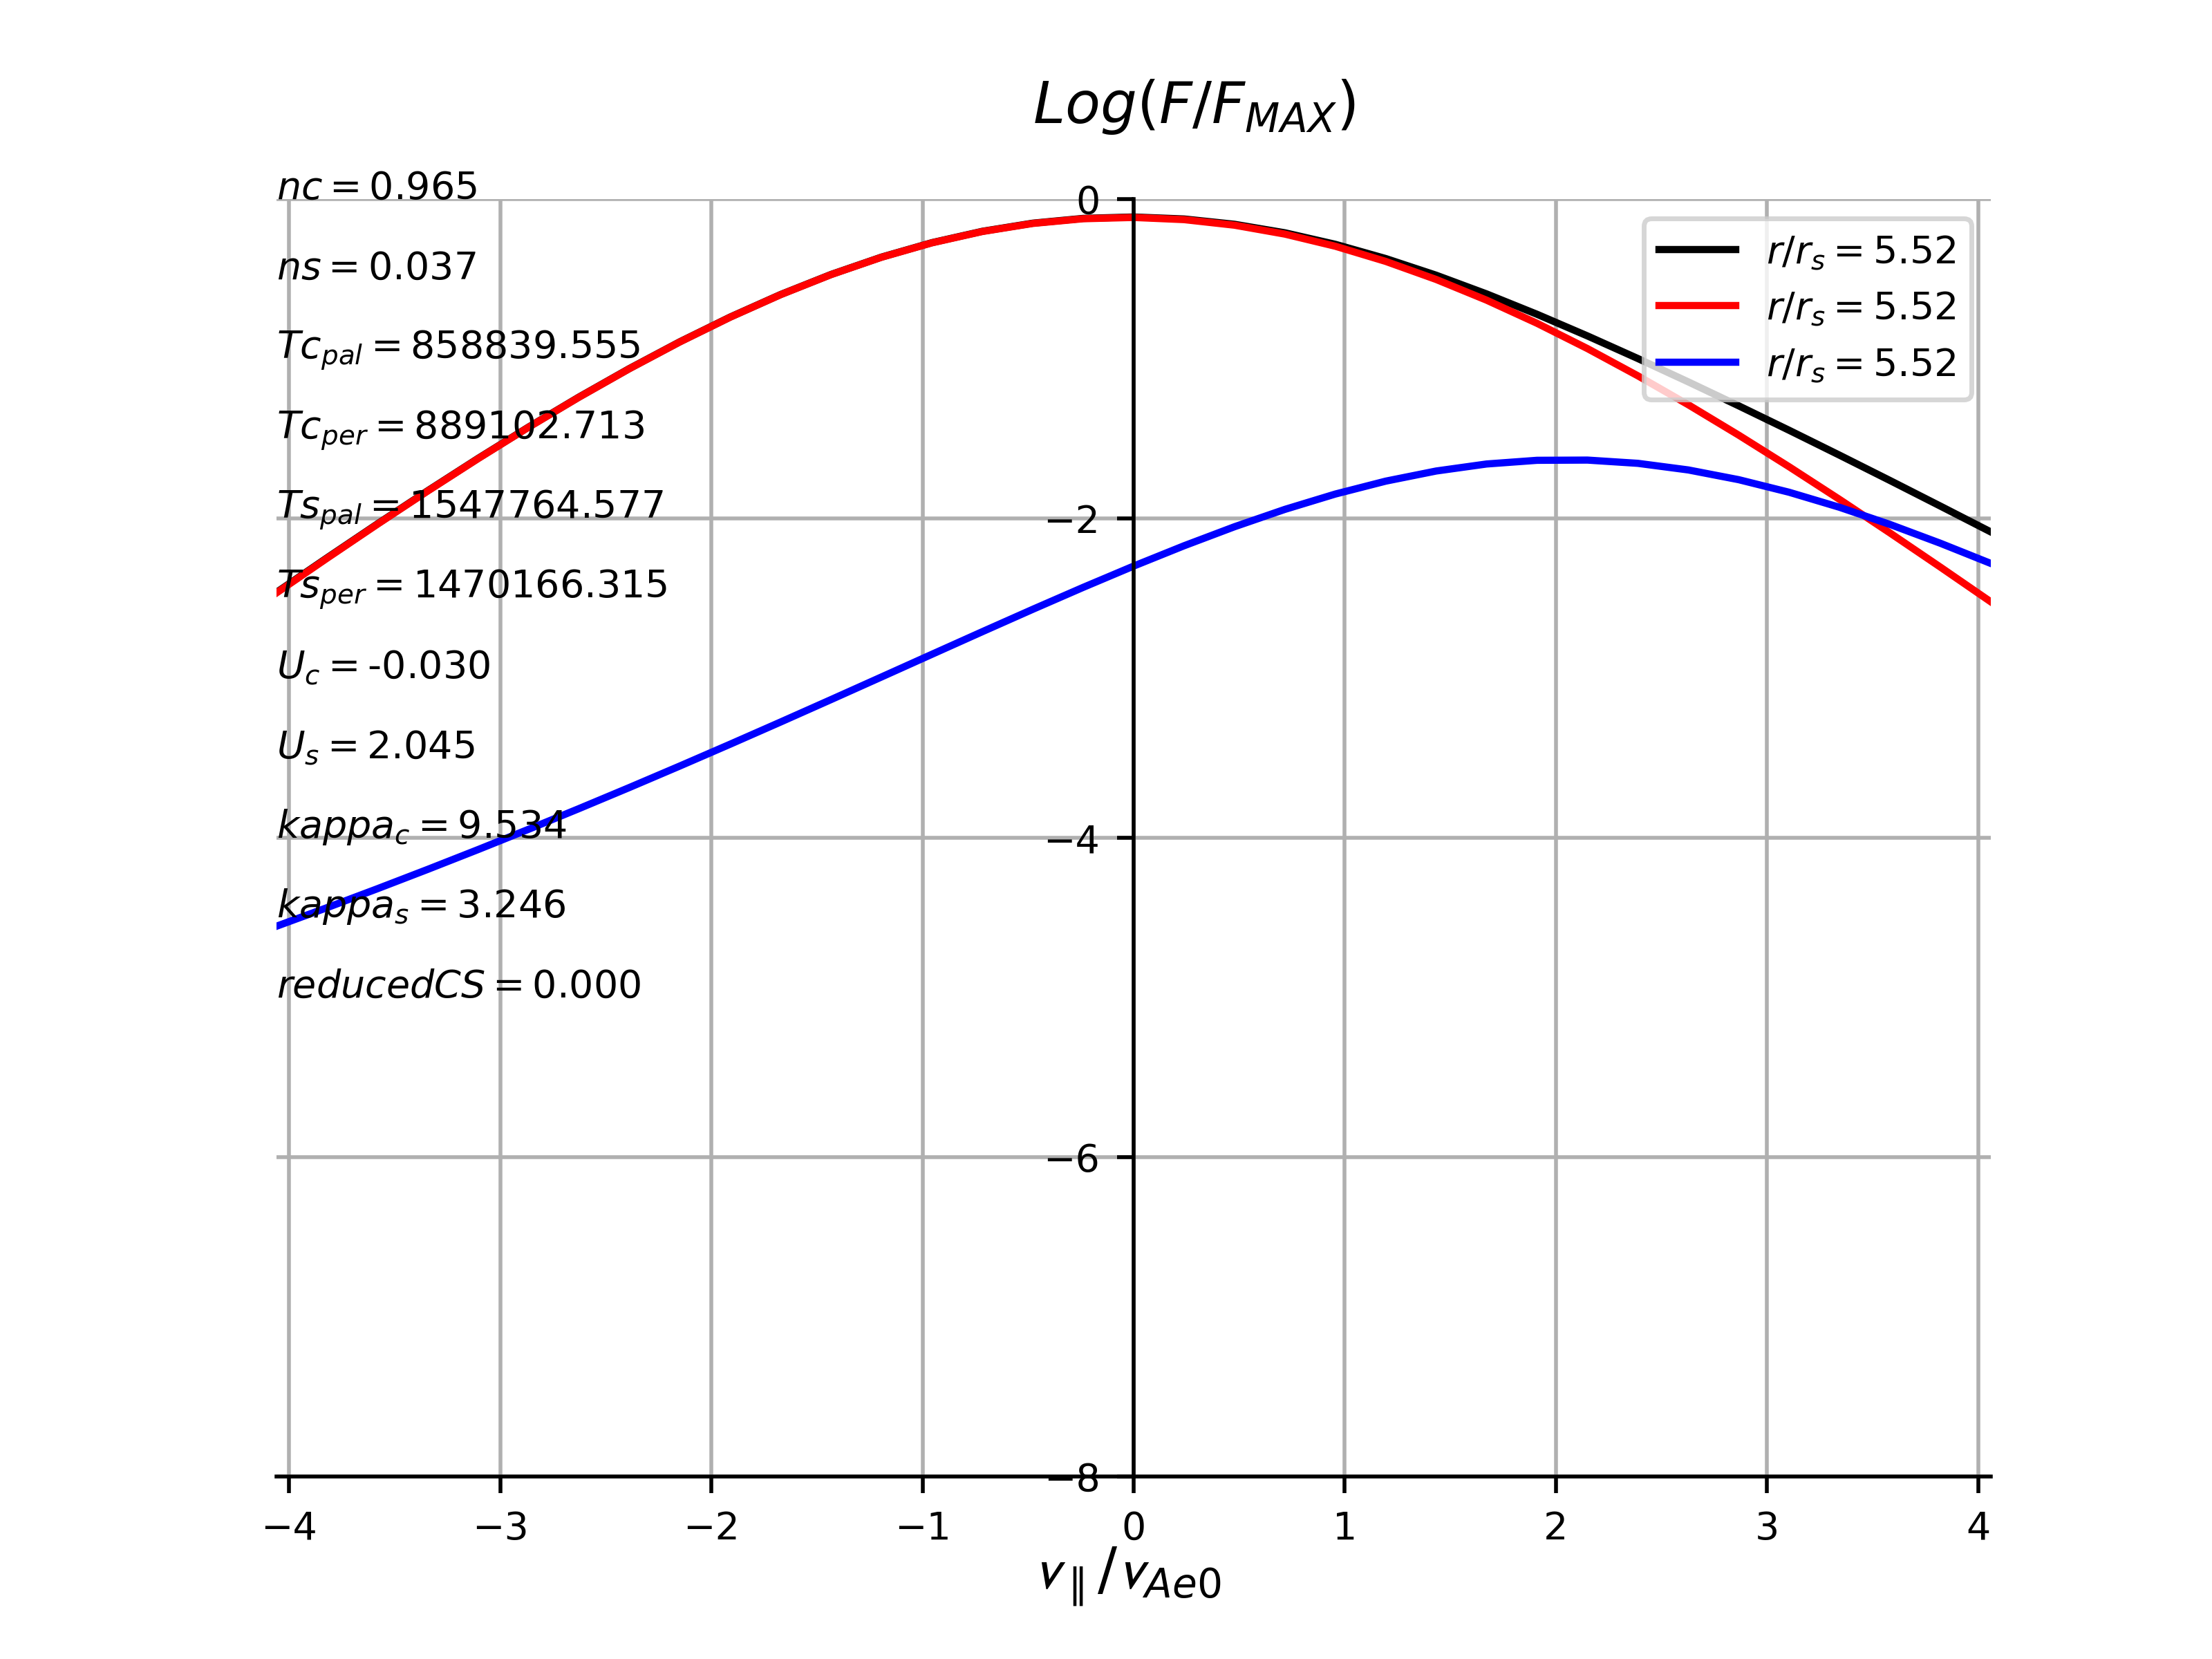 Log(F/F_MAX)
nc = 0.965
ns = 0.037
Tc_pal = 858839.555
Tc_per = 889102.713
Ts_pal = 1547764.577
Ts_per = 1470166.315
U_c = -0.030
U_s = 2.045
kappa_c = 9.534
kappa_s = 3.246
reducedCS = 0.000
0
−2
−4
−6
−8
r/r_s = 5.52
r/r_s = 5.52
r/r_s = 5.52
−4 −3 −2 −1 0 1 2 3 4
v_∥/v_Ae0